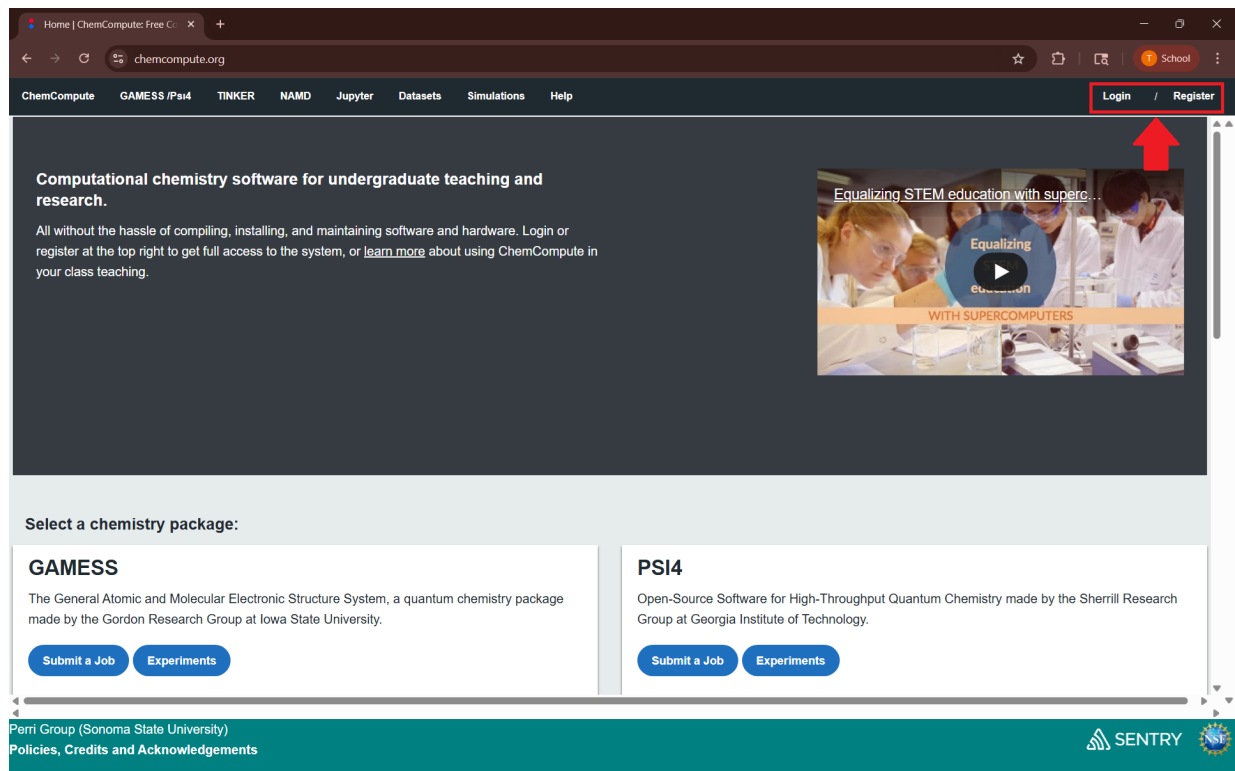 Home | ChemCompute: Free Co
chemcompute.org
T School
ChemCompute GAMESS /Psi4 TINKER NAMD Jupyter Datasets Simulations Help Login / Register
Computational chemistry software for undergraduate teaching and
research.
All without the hassle of compiling, installing, and maintaining software and hardware. Login or
register at the top right to get full access to the system, or learn more about using ChemCompute in
your class teaching.
Equalizing STEM education with superc...
Equalizing
STEM
education
WITH SUPERCOMPUTERS
Select a chemistry package:
GAMESS
The General Atomic and Molecular Electronic Structure System, a quantum chemistry package
made by the Gordon Research Group at Iowa State University.
Submit a Job Experiments
PSI4
Open-Source Software for High-Throughput Quantum Chemistry made by the Sherrill Research
Group at Georgia Institute of Technology.
Submit a Job Experiments
Perri Group (Sonoma State University)
Policies, Credits and Acknowledgements
SENTRY
NSF